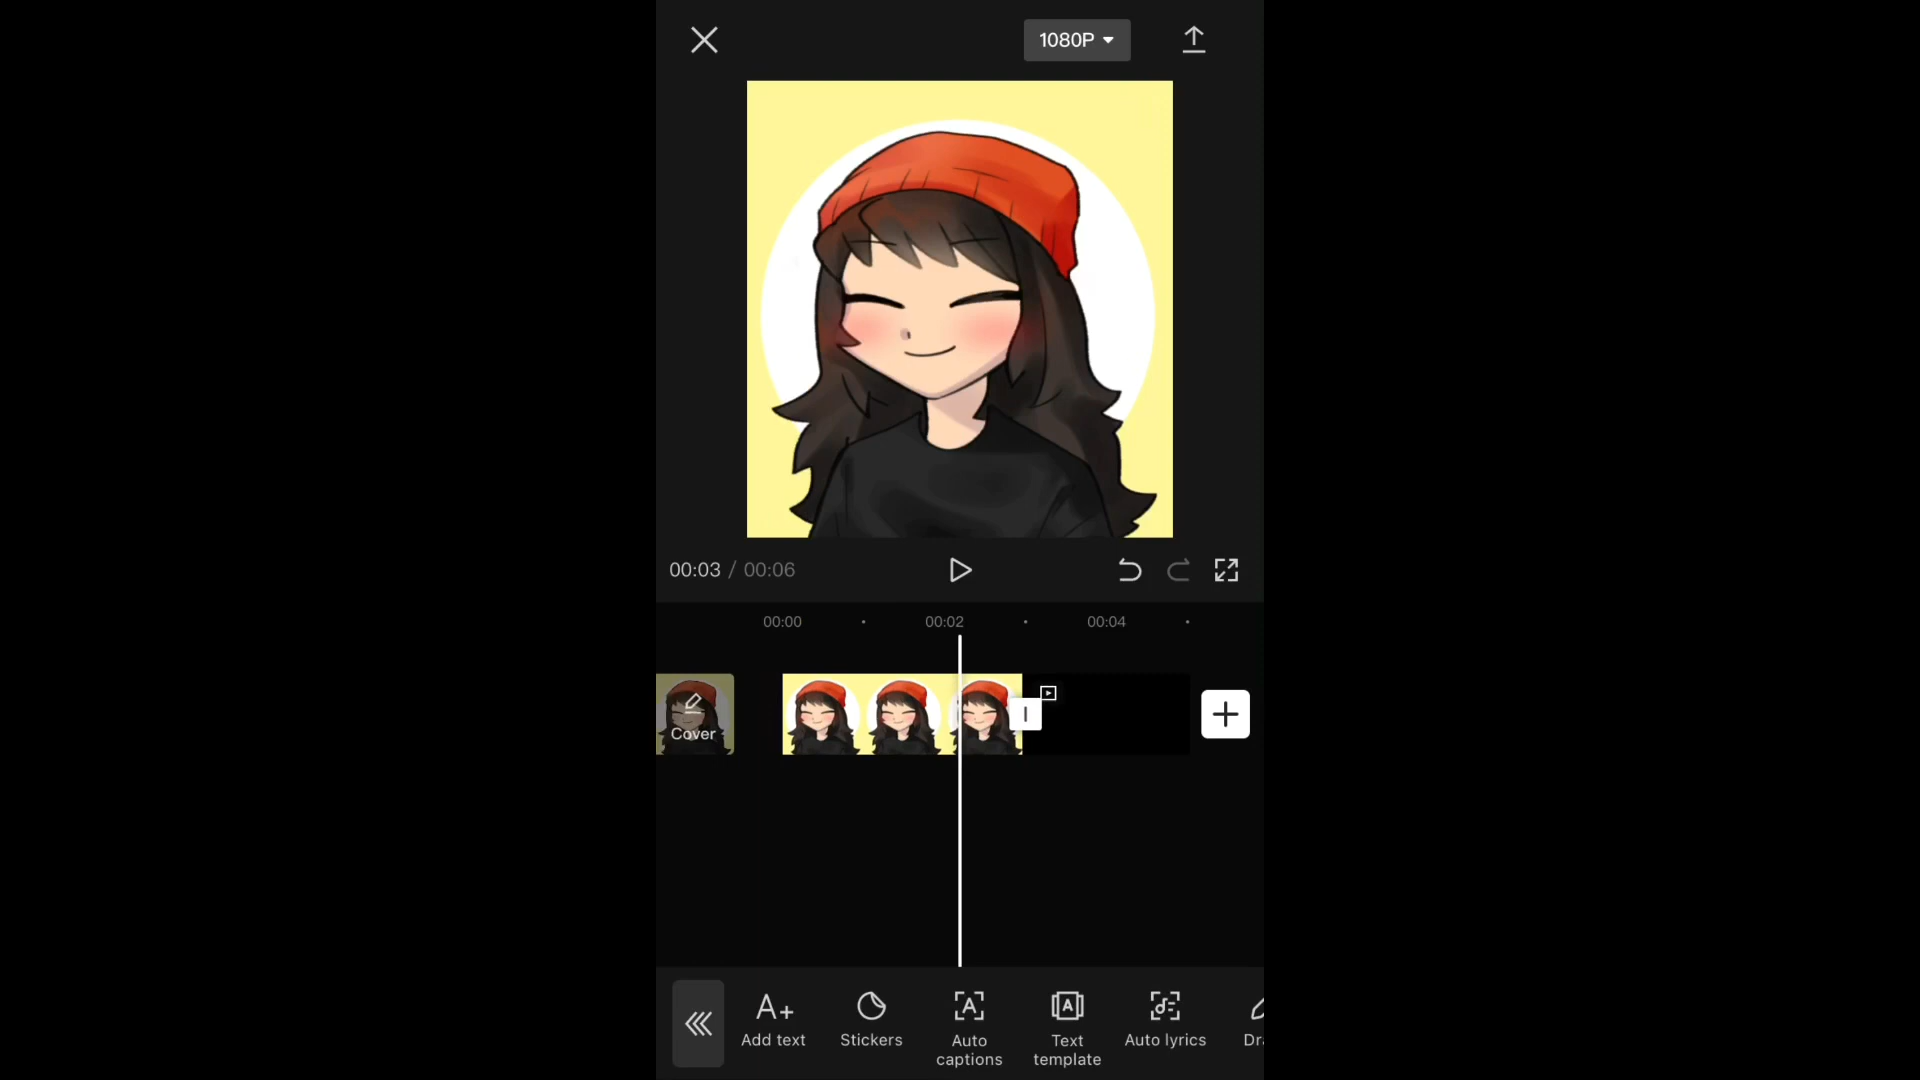 1080P
00:03 / 00:06
00:00 00:02 00:04
Cover
Add text
Stickers
Auto
captions
Text
template
Auto lyrics